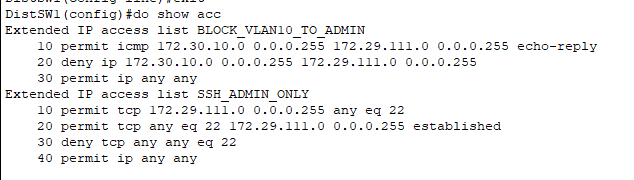 DistSW1(config)#do show acc
Extended IP access list BLOCK_VLAN10_TO_ADMIN
10 permit icmp 172.30.10.0 0.0.0.255 172.29.111.0 0.0.0.255 echo-reply
20 deny ip 172.30.10.0 0.0.0.255 172.29.111.0 0.0.0.255
30 permit ip any any
Extended IP access list SSH_ADMIN_ONLY
10 permit tcp 172.29.111.0 0.0.0.255 any eq 22
20 permit tcp any eq 22 172.29.111.0 0.0.0.255 established
30 deny tcp any any eq 22
40 permit ip any any